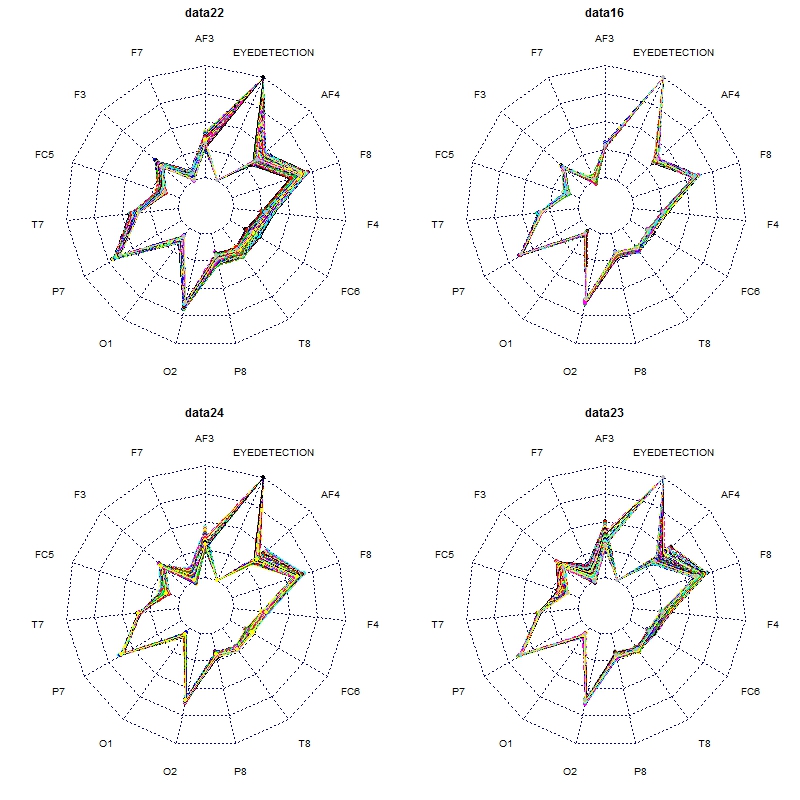 data22
AF3
EYEDETECTION
F7
AF4
F3
F8
FC5
F4
T7
FC6
P7
T8
O1
P8
O2
data16
AF3
EYEDETECTION
F7
AF4
F3
F8
FC5
F4
T7
FC6
P7
T8
O1
P8
O2
data24
AF3
EYEDETECTION
F7
AF4
F3
F8
FC5
F4
T7
FC6
P7
T8
O1
P8
O2
data23
AF3
EYEDETECTION
F7
AF4
F3
F8
FC5
F4
T7
FC6
P7
T8
O1
P8
O2